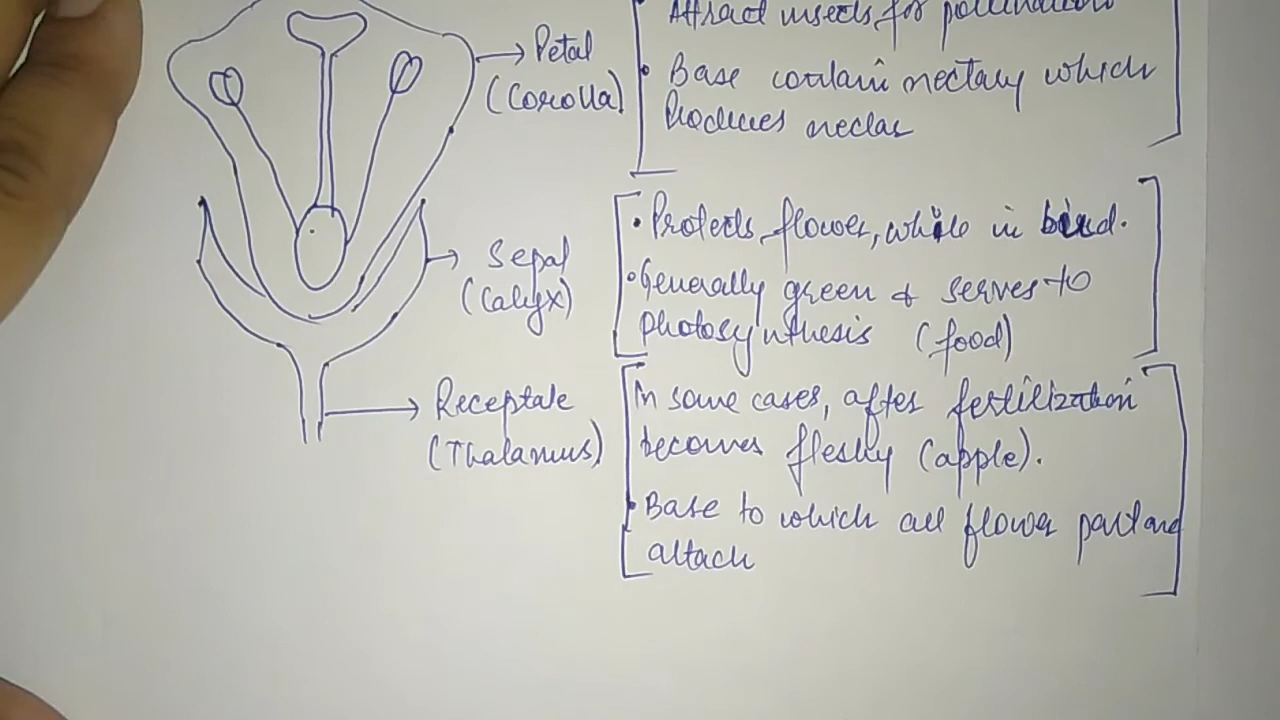 Attract insects for pollination
Petal
(Corolla)
• Base contain nectary which
Produces nectar
• Protects flower, while in bud.
Sepal
(Calyx)
• Generally green & serves to
photosynthesis (food)
Receptale
(Thalamus)
In some cases, after fertilization
becomes fleshy (apple).
• Base to which all flower part are
attach